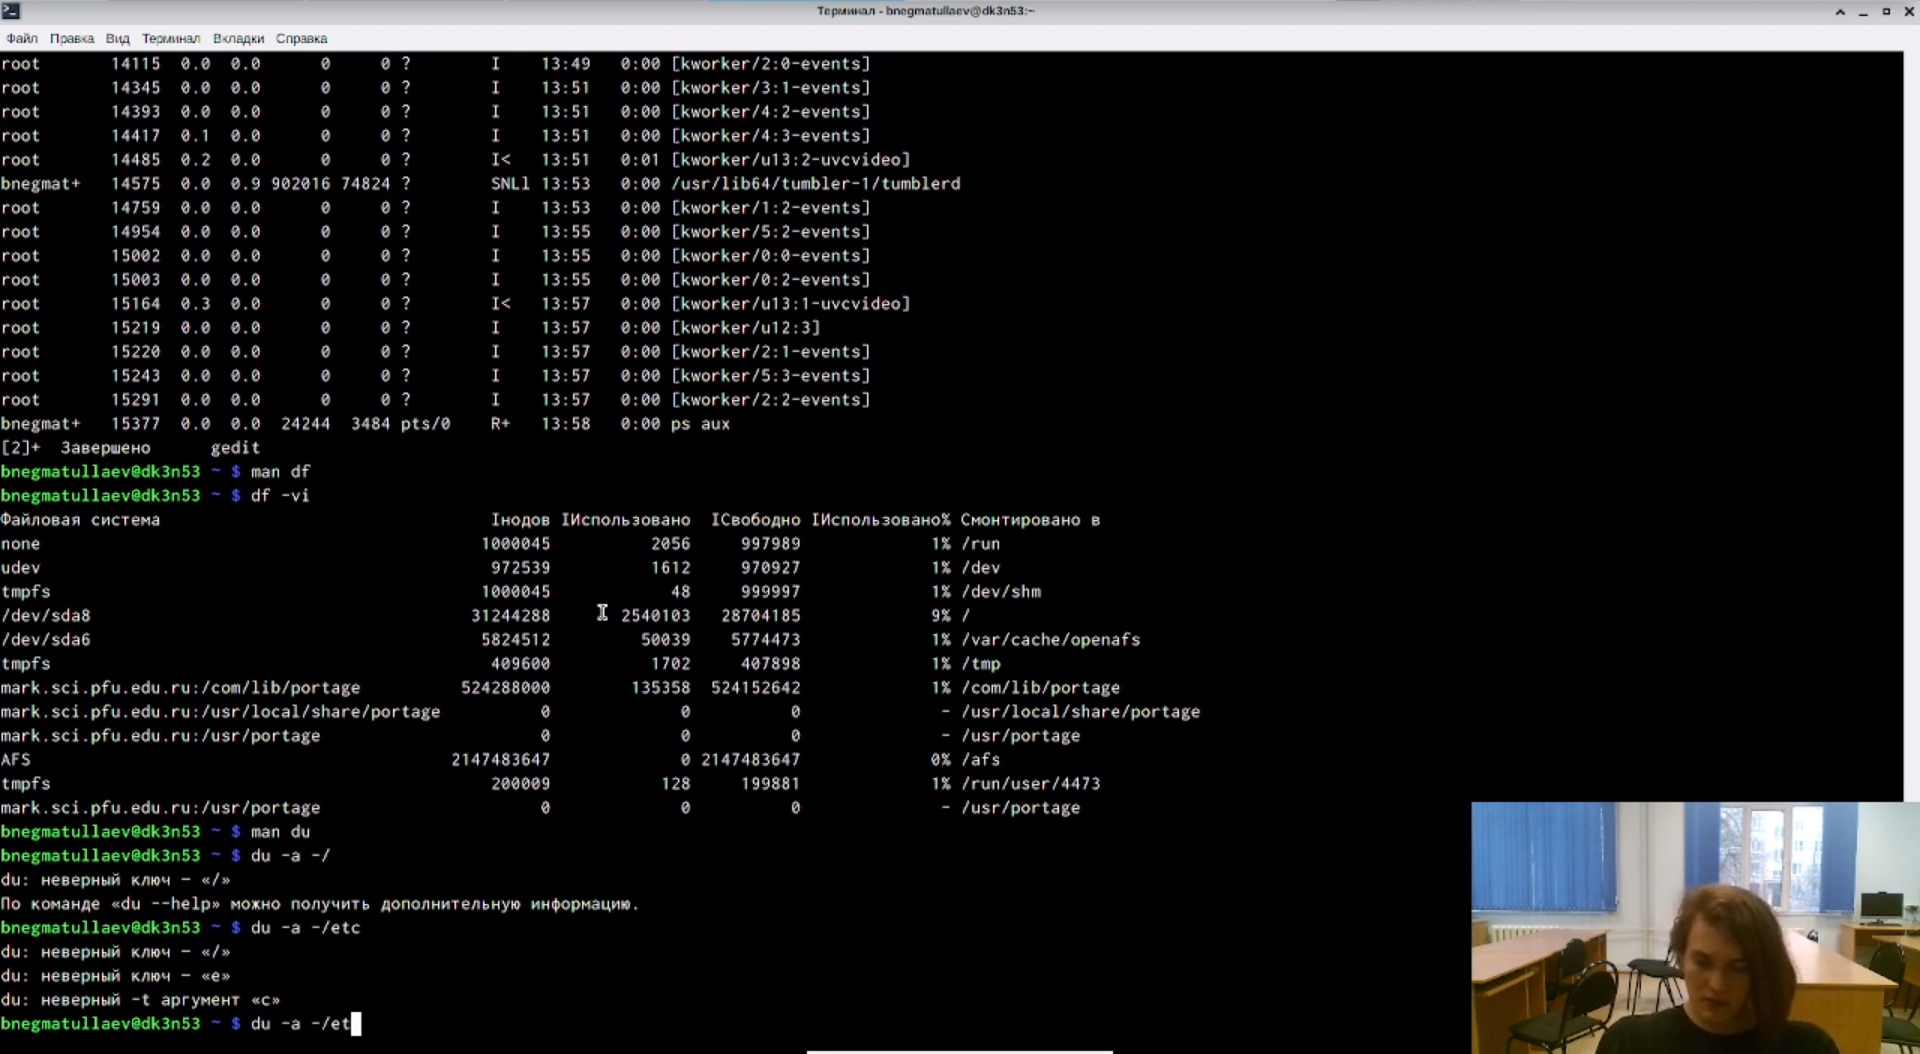 Терминал - bnegmatullaev@dk3n53:~
Файл Правка Вид Терминал Вкладки Справка
root 14115 0.0 0.0 0 0 ? I 13:49 0:00 [kworker/2:0-events]
root 14345 0.0 0.0 0 0 ? I 13:51 0:00 [kworker/3:1-events]
root 14393 0.0 0.0 0 0 ? I 13:51 0:00 [kworker/4:2-events]
root 14417 0.1 0.0 0 0 ? I 13:51 0:00 [kworker/4:3-events]
root 14485 0.2 0.0 0 0 ? I< 13:51 0:01 [kworker/u13:2-uvcvideo]
bnegmat+ 14575 0.0 0.9 902016 74824 ? SNLl 13:53 0:00 /usr/lib64/tumbler-1/tumblerd
root 14759 0.0 0.0 0 0 ? I 13:53 0:00 [kworker/1:2-events]
root 14954 0.0 0.0 0 0 ? I 13:55 0:00 [kworker/5:2-events]
root 15002 0.0 0.0 0 0 ? I 13:55 0:00 [kworker/0:0-events]
root 15003 0.0 0.0 0 0 ? I 13:55 0:00 [kworker/0:2-events]
root 15164 0.3 0.0 0 0 ? I< 13:57 0:00 [kworker/u13:1-uvcvideo]
root 15219 0.0 0.0 0 0 ? I 13:57 0:00 [kworker/u12:3]
root 15220 0.0 0.0 0 0 ? I 13:57 0:00 [kworker/2:1-events]
root 15243 0.0 0.0 0 0 ? I 13:57 0:00 [kworker/5:3-events]
root 15291 0.0 0.0 0 0 ? I 13:57 0:00 [kworker/2:2-events]
bnegmat+ 15377 0.0 0.0 24244 3484 pts/0 R+ 13:58 0:00 ps aux
[2]+ Завершено gedit
bnegmatullaev@dk3n53 ~ $ man df
bnegmatullaev@dk3n53 ~ $ df -vi
Файловая система Iнодов IИспользовано IСвободно IИспользовано% Cмонтировано в
none 1000045 2056 997989 1% /run
udev 972539 1612 970927 1% /dev
tmpfs 1000045 48 999997 1% /dev/shm
/dev/sda8 31244288 2540103 28704185 9% /
/dev/sda6 5824512 50039 5774473 1% /var/cache/openafs
tmpfs 409600 1702 407898 1% /tmp
mark.sci.pfu.edu.ru:/com/lib/portage 524288000 135358 524152642 1% /com/lib/portage
mark.sci.pfu.edu.ru:/usr/local/share/portage 0 0 0 - /usr/local/share/portage
mark.sci.pfu.edu.ru:/usr/portage 0 0 0 - /usr/portage
AFS 2147483647 0 2147483647 0% /afs
tmpfs 200009 128 199881 1% /run/user/4473
mark.sci.pfu.edu.ru:/usr/portage 0 0 0 - /usr/portage
bnegmatullaev@dk3n53 ~ $ man du
bnegmatullaev@dk3n53 ~ $ du -a -/
du: неверный ключ — «/»
По команде «du --help» можно получить дополнительную информацию.
bnegmatullaev@dk3n53 ~ $ du -a -/etc
du: неверный ключ — «/»
du: неверный ключ — «e»
du: неверный -t аргумент «c»
bnegmatullaev@dk3n53 ~ $ du -a -/et